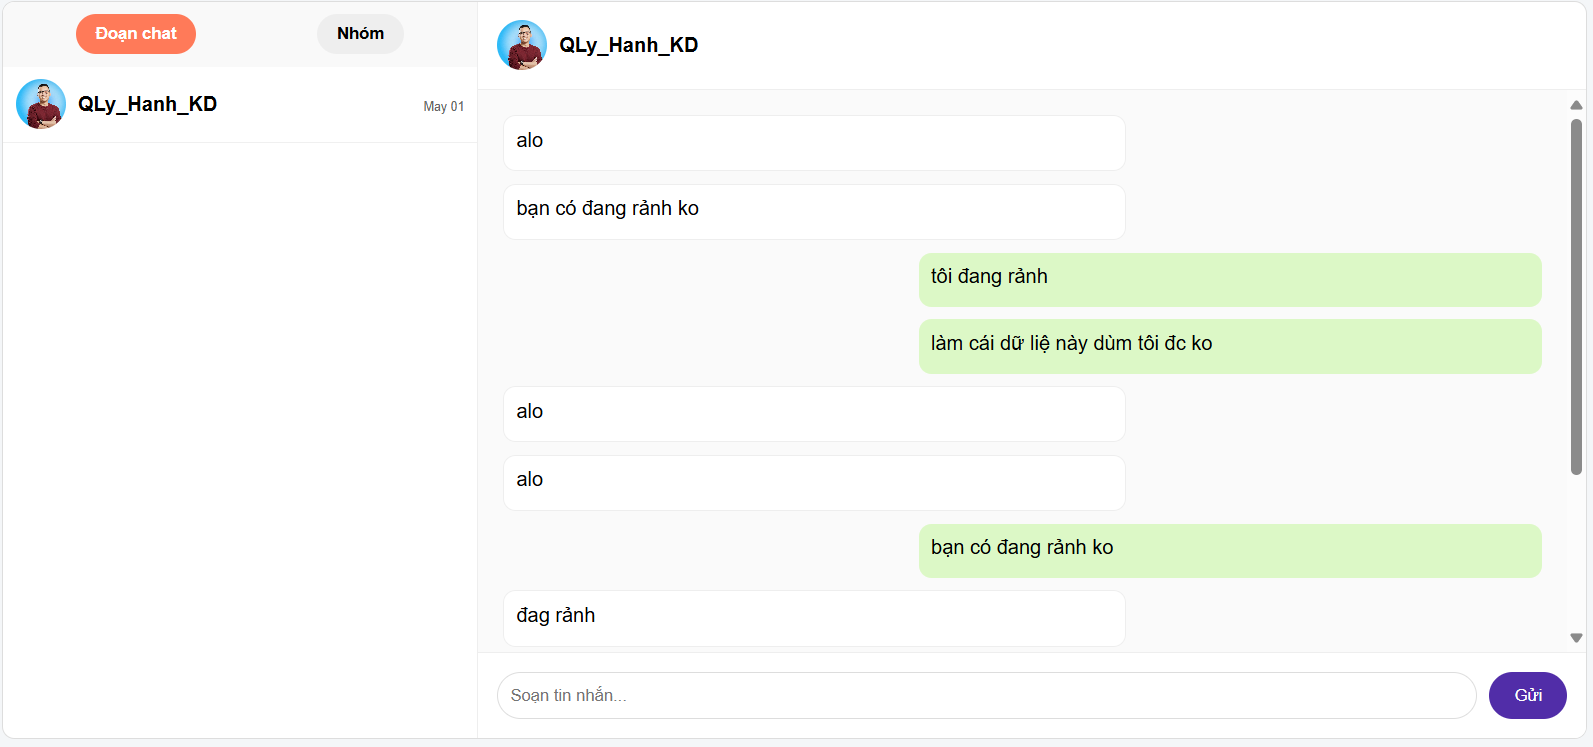 Đoạn chat
Nhóm
QLy_Hanh_KD
May 01
QLy_Hanh_KD
alo
bạn có đang rảnh ko
tôi đang rảnh
làm cái dữ liệ này dùm tôi đc ko
alo
alo
bạn có đang rảnh ko
đag rảnh
Soạn tin nhắn...
Gửi